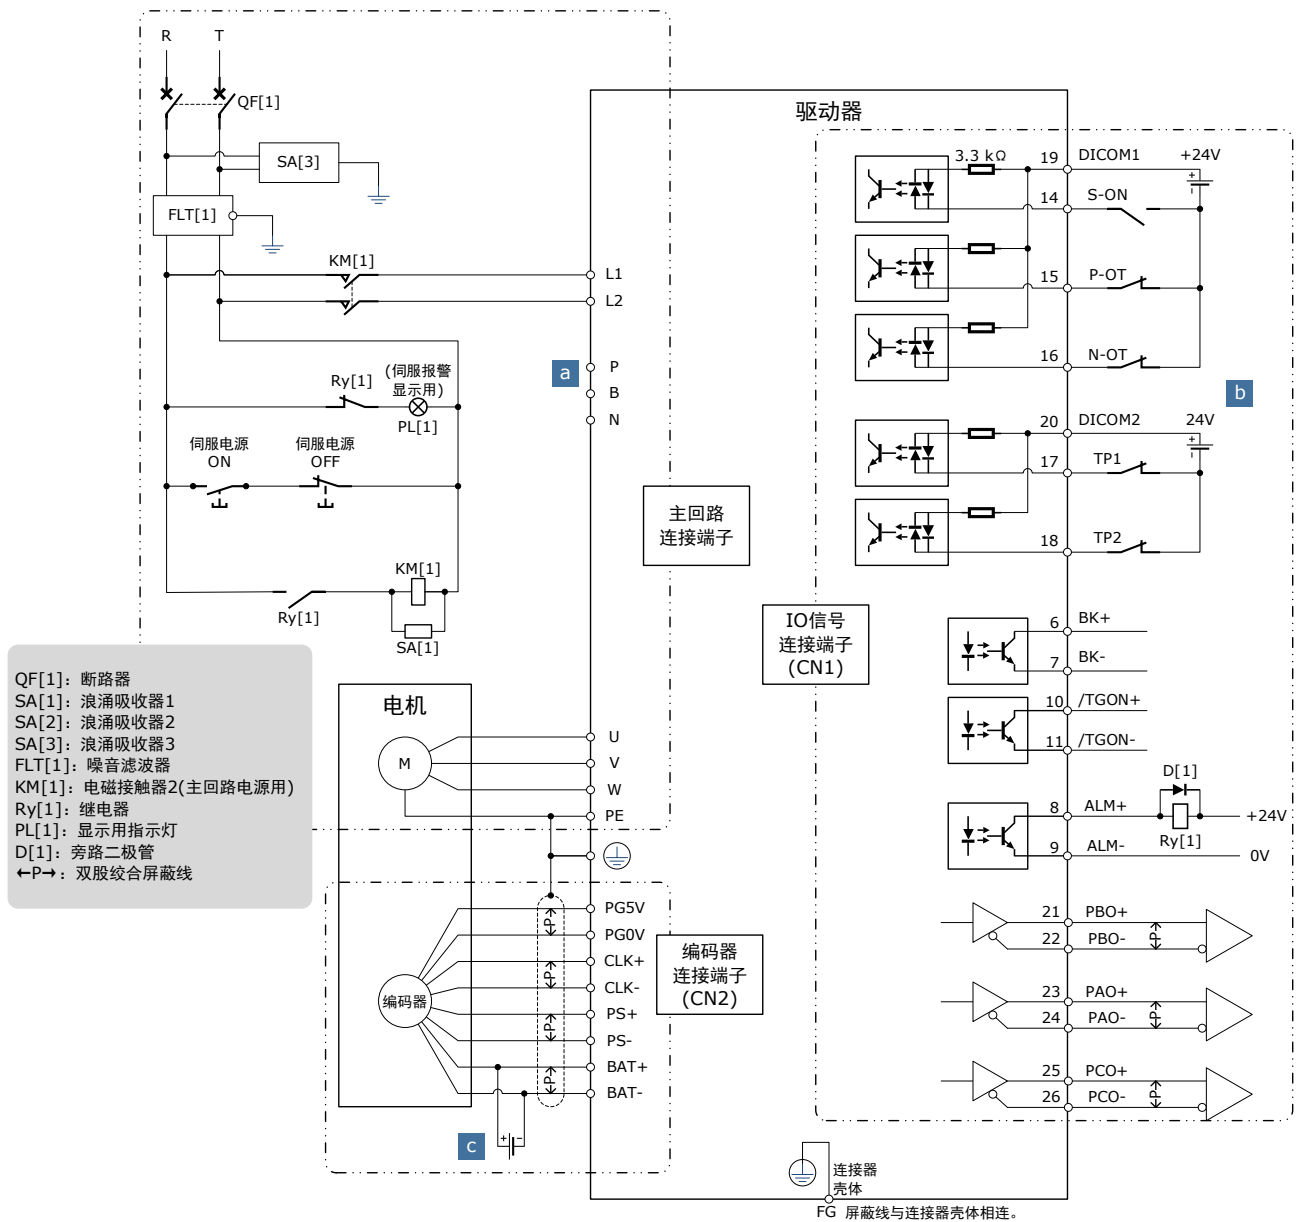 R T
QF[1]
SA[3]
FLT[1]
KM[1]
L1
L2
Ry[1]
(伺服报警
显示用)
PL[1]
a
P
B
N
伺服电源
ON
伺服电源
OFF
主回路
连接端子
KM[1]
Ry[1]
SA[1]
QF[1]：断路器
SA[1]：浪涌吸收器1
SA[2]：浪涌吸收器2
SA[3]：浪涌吸收器3
FLT[1]：噪音滤波器
KM[1]：电磁接触器2(主回路电源用)
Ry[1]：继电器
PL[1]：显示用指示灯
D[1]：旁路二极管
←P→：双股绞合屏蔽线
电机
M
U
V
W
PE
编码器
PG5V
PG0V
CLK+
CLK-
PS+
PS-
BAT+
BAT-
←P→
←P→
←P→
←P→
编码器
连接端子
(CN2)
c
+ -
驱动器
3.3 kΩ
19 DICOM1 +24V
+
-
14 S-ON
15 P-OT
16 N-OT
b
20 DICOM2 24V
+
-
17 TP1
18 TP2
IO信号
连接端子
(CN1)
6 BK+
7 BK-
10 /TGON+
11 /TGON-
D[1]
8 ALM+
+24V
Ry[1]
9 ALM-
0V
21 PBO+
22 PBO-
←P→
23 PAO+
24 PAO-
←P→
25 PCO+
26 PCO-
←P→
连接器
壳体
FG 屏蔽线与连接器壳体相连。